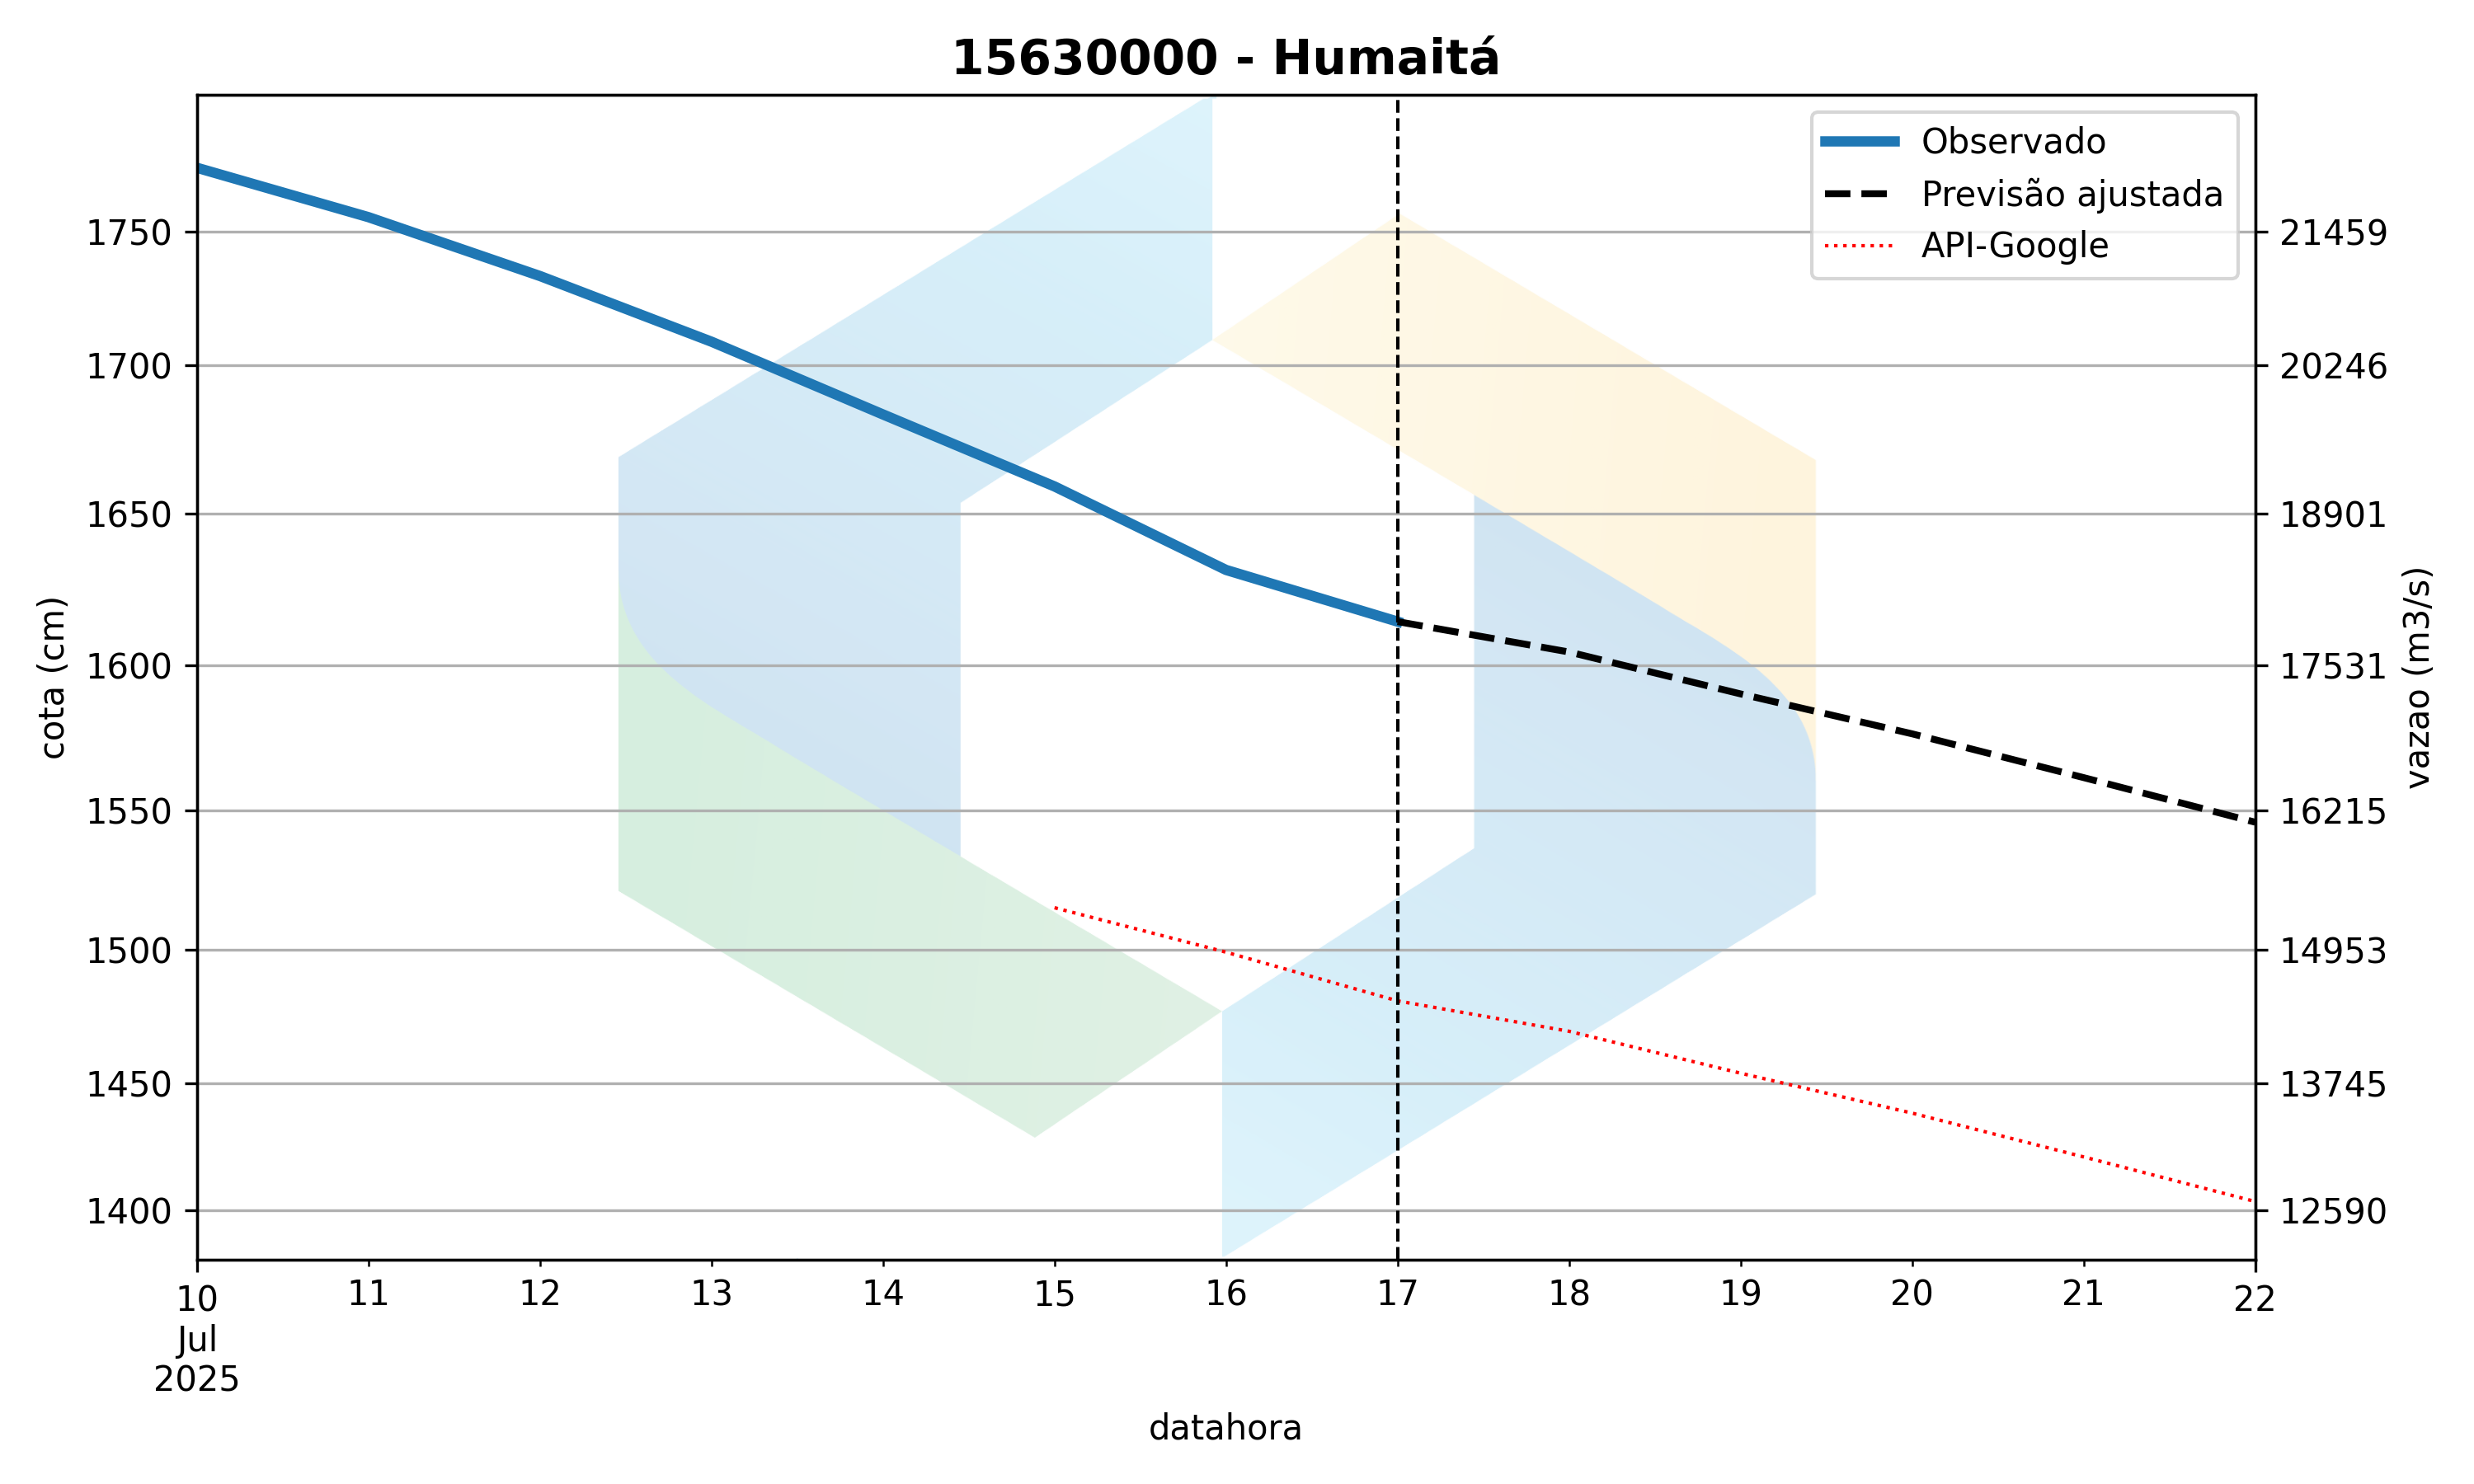 15630000 - Humaitá
Observado
Previsão ajustada
API-Google
cota (cm)
1750
1700
1650
1600
1550
1500
1450
1400
21459
20246
18901
17531
16215
14953
13745
12590
vazao (m3/s)
10 11 12 13 14 15 16 17 18 19 20 21 22
Jul
2025
datahora